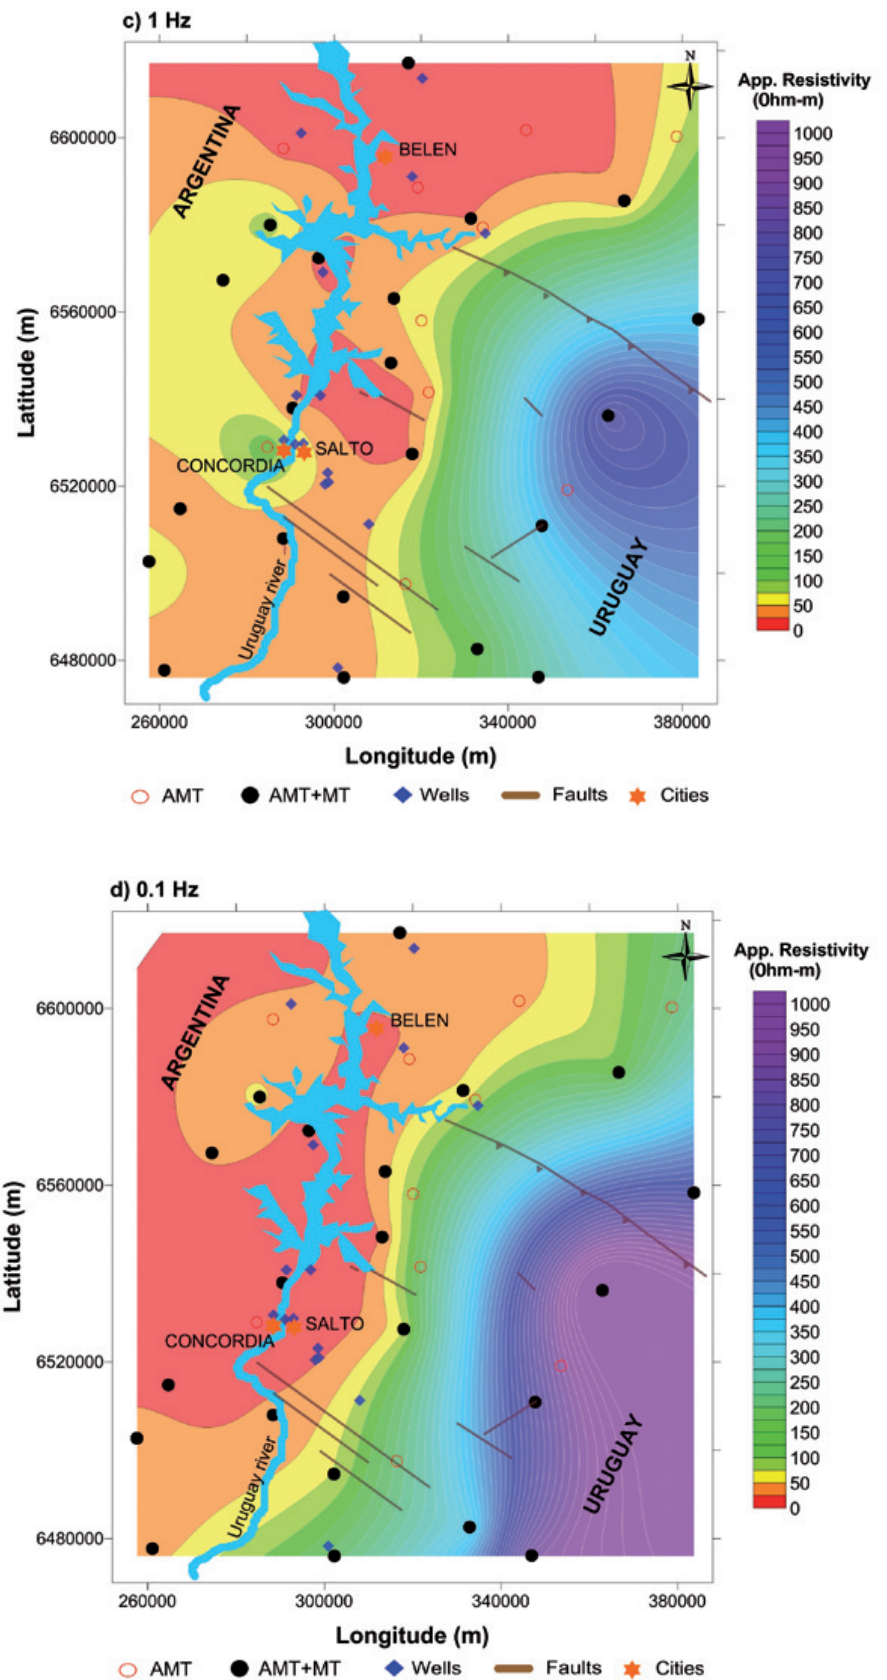 c) 1 Hz
N
App. Resistivity
(Ohm-m)
ARGENTINA
BELEN
SALTO
CONCORDIA
Uruguay river
URUGUAY
6600000
6560000
6520000
6480000
Latitude (m)
260000 300000 340000 380000
Longitude (m)
1000
950
900
850
800
750
700
650
600
550
500
450
400
350
300
250
200
150
100
50
0
AMT AMT+MT Wells Faults Cities
d) 0.1 Hz
N
App. Resistivity
(Ohm-m)
ARGENTINA
BELEN
SALTO
CONCORDIA
Uruguay river
URUGUAY
6600000
6560000
6520000
6480000
Latitude (m)
260000 300000 340000 380000
Longitude (m)
1000
950
900
850
800
750
700
650
600
550
500
450
400
350
300
250
200
150
100
50
0
AMT AMT+MT Wells Faults Cities